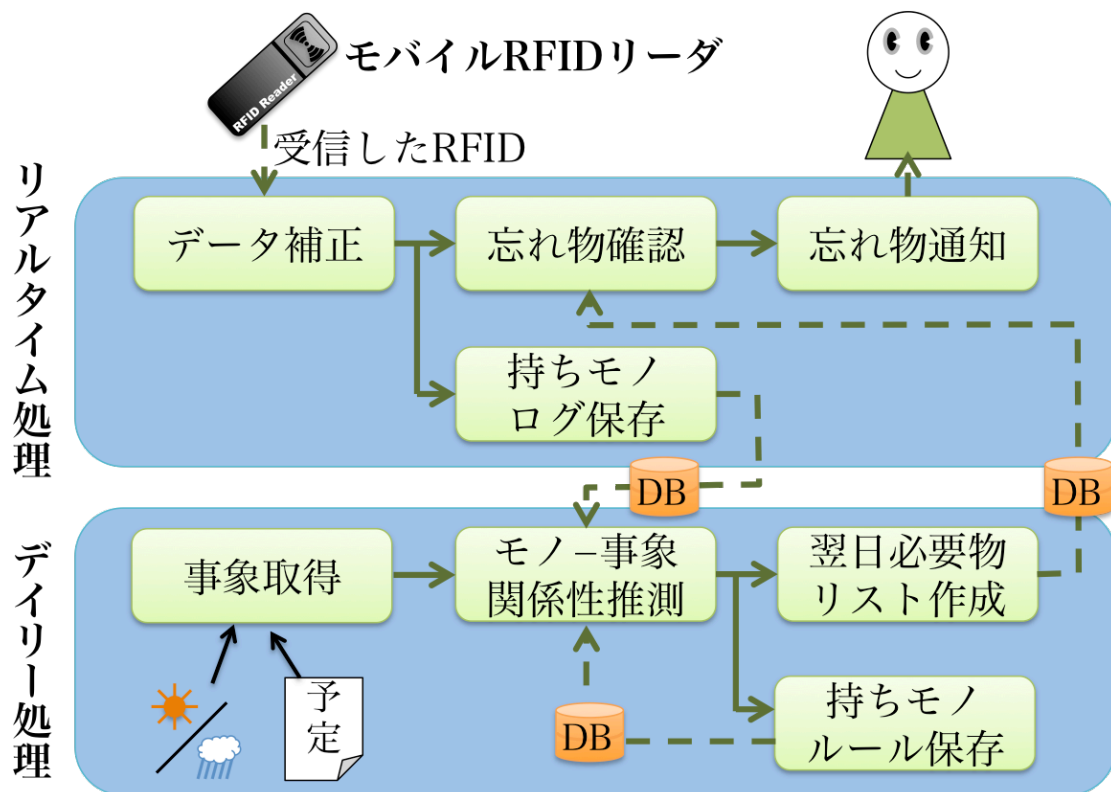 モバイルRFIDリーダ
RFID Reader
受信したRFID
リアルタイム処理
データ補正
忘れ物確認
忘れ物通知
持ちモノ
ログ保存
DB
DB
デイリー処理
事象取得
モノ–事象
関係性推測
翌日必要物
リスト作成
予
定
DB
持ちモノ
ルール保存